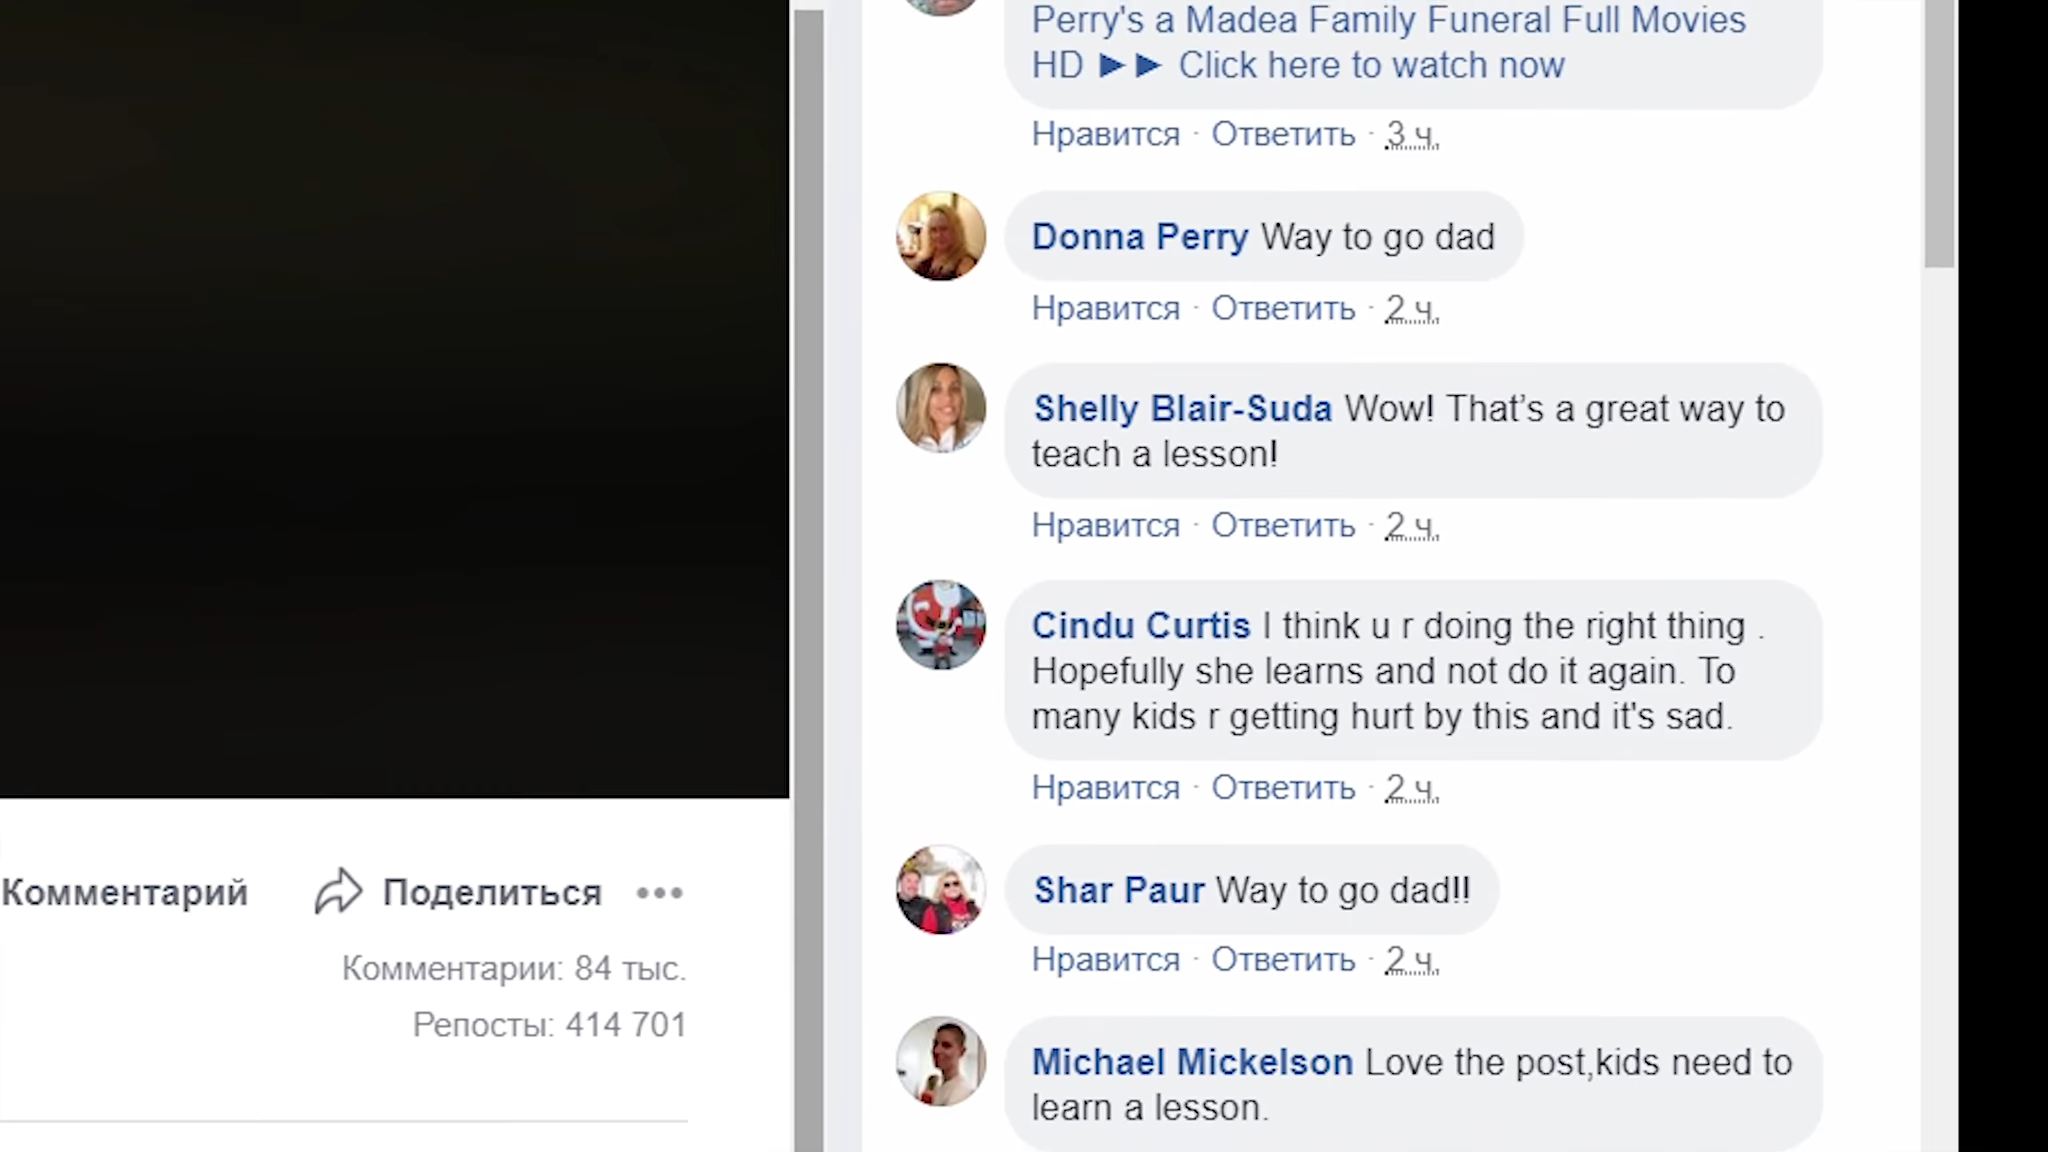 Perry's a Madea Family Funeral Full Movies
HD ►► Click here to watch now
Нравится · Ответить · 3 ч.
Donna Perry Way to go dad
Нравится · Ответить · 2 ч.
Shelly Blair-Suda Wow! That's a great way to
teach a lesson!
Нравится · Ответить · 2 ч.
Cindu Curtis I think u r doing the right thing .
Hopefully she learns and not do it again. To
many kids r getting hurt by this and it's sad.
Нравится · Ответить · 2 ч.
Shar Paur Way to go dad!!
Нравится · Ответить · 2 ч.
Michael Mickelson Love the post,kids need to
learn a lesson.
Комментарий Поделиться
Комментарии: 84 тыс.
Репосты: 414 701